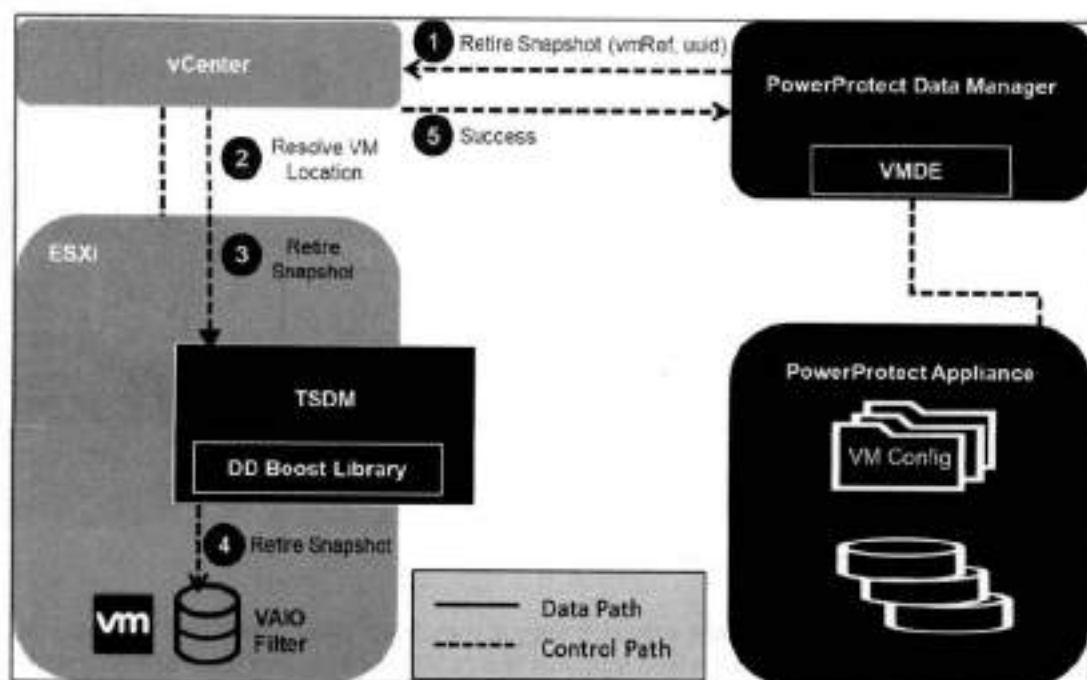 vCenter
1 Retire Snapshot (vmRef, uuid)
PowerProtect Data Manager
5 Success
VMDE
2 Resolve VM
Location
ESXi
3 Retire
Snapshot
PowerProtect Appliance
TSDM
VM Config
DD Boost Library
4 Retire Snapshot
vm
VAIO
Filter
Data Path
Control Path